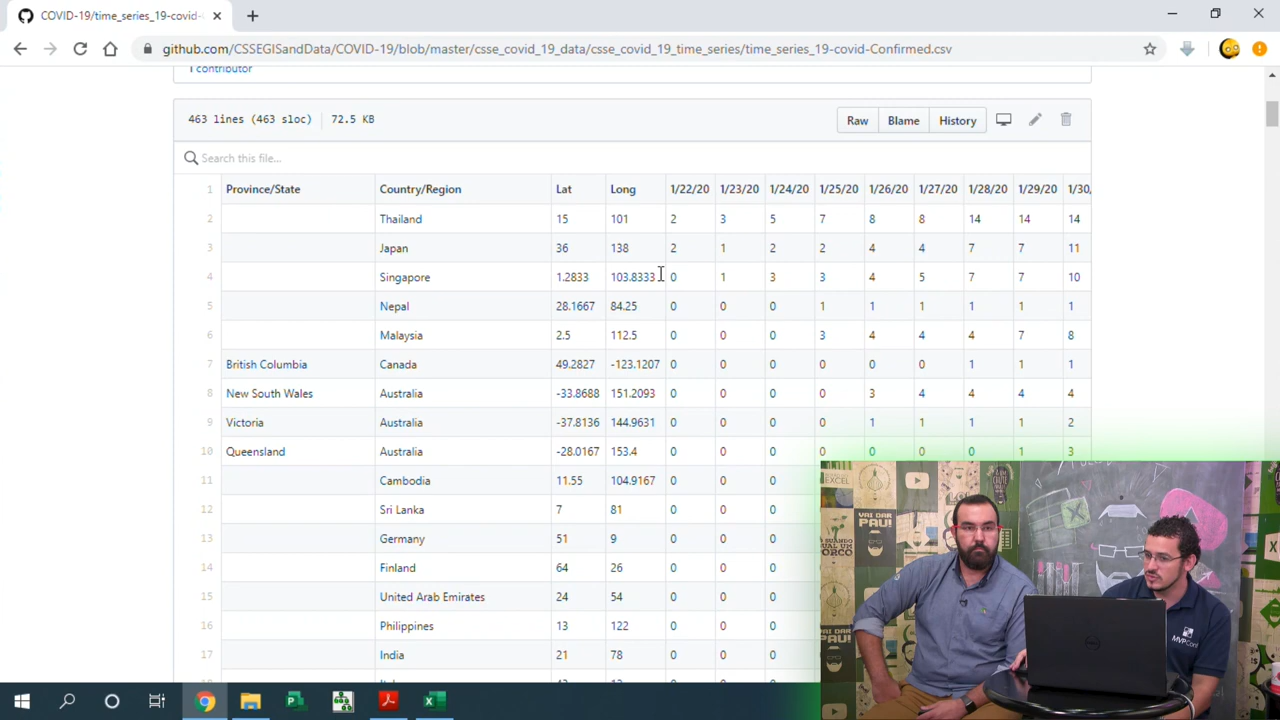 COVID-19/time_series_19-covid-
github.com/CSSEGISandData/COVID-19/blob/master/csse_covid_19_data/csse_covid_19_time_series/time_series_19-covid-Confirmed.csv
1 contributor
463 lines (463 sloc) 72.5 KB Raw Blame History
Search this file...
1 Province/State Country/Region Lat Long 1/22/20 1/23/20 1/24/20 1/25/20 1/26/20 1/27/20 1/28/20 1/29/20 1/30,
2 Thailand 15 101 2 3 5 7 8 8 14 14 14
3 Japan 36 138 2 1 2 2 4 4 7 7 11
4 Singapore 1.2833 103.8333 0 1 3 3 4 5 7 7 10
5 Nepal 28.1667 84.25 0 0 0 1 1 1 1 1 1
6 Malaysia 2.5 112.5 0 0 0 3 4 4 4 7 8
7 British Columbia Canada 49.2827 -123.1207 0 0 0 0 0 0 1 1 1
8 New South Wales Australia -33.8688 151.2093 0 0 0 0 3 4 4 4 4
9 Victoria Australia -37.8136 144.9631 0 0 0 0 1 1 1 1 2
10 Queensland Australia -28.0167 153.4 0 0 0 0 0 0 0 1 3
11 Cambodia 11.55 104.9167 0 0 0
12 Sri Lanka 7 81 0 0 0
13 Germany 51 9 0 0 0
14 Finland 64 26 0 0 0
15 United Arab Emirates 24 54 0 0 0
16 Philippines 13 122 0 0 0
17 India 21 78 0 0 0
EXCEL
VAI DAR
PAU!
QUANDO
VAI DAR
PAU!
MVPConf
DELL